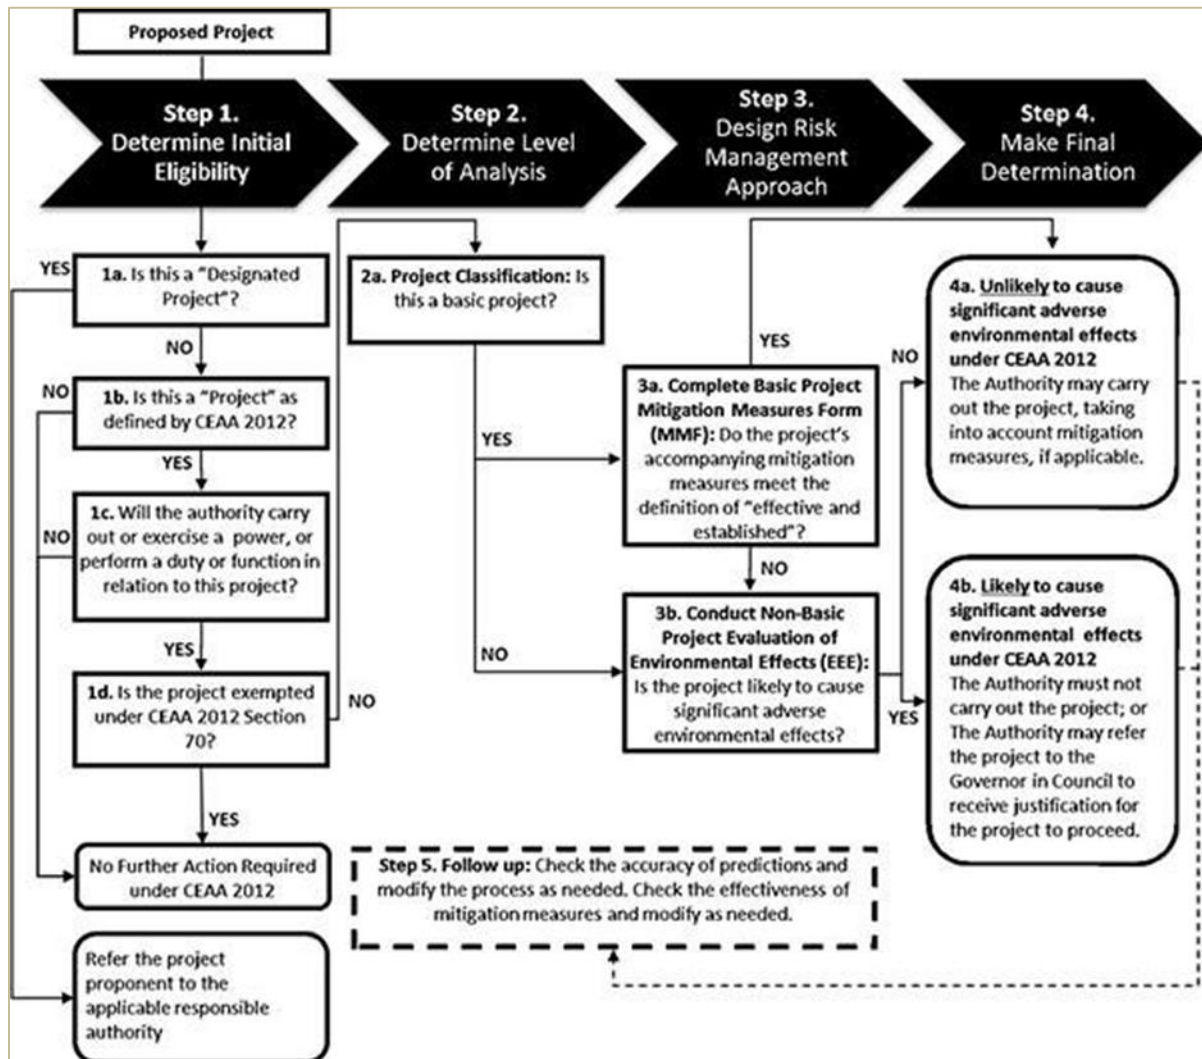 Proposed Project
Step 1.
Determine Initial
Eligibility
Step 2.
Determine Level
of Analysis
Step 3.
Design Risk
Management
Approach
Step 4.
Make Final
Determination
YES
1a. Is this a “Designated
Project”?
NO
NO
1b. Is this a “Project” as
defined by CEAA 2012?
YES
NO
1c. Will the authority carry
out or exercise a power, or
perform a duty or function in
relation to this project?
YES
1d. Is the project exempted
under CEAA 2012 Section
70?
NO
YES
No Further Action Required
under CEAA 2012
Refer the project
proponent to the
applicable responsible
authority
2a. Project Classification: Is
this a basic project?
YES
NO
YES
3a. Complete Basic Project
Mitigation Measures Form
(MMF): Do the project’s
accompanying mitigation
measures meet the
definition of “effective and
established”?
NO
3b. Conduct Non-Basic
Project Evaluation of
Environmental Effects (EEE):
Is the project likely to cause
significant adverse
environmental effects?
NO
YES
4a. Unlikely to cause
significant adverse
environmental effects
under CEAA 2012
The Authority may carry
out the project, taking
into account mitigation
measures, if applicable.
4b. Likely to cause
significant adverse
environmental effects
under CEAA 2012
The Authority must not
carry out the project; or
The Authority may refer
the project to the
Governor in Council to
receive justification for
the project to proceed.
Step 5. Follow up: Check the accuracy of predictions and
modify the process as needed. Check the effectiveness of
mitigation measures and modify as needed.